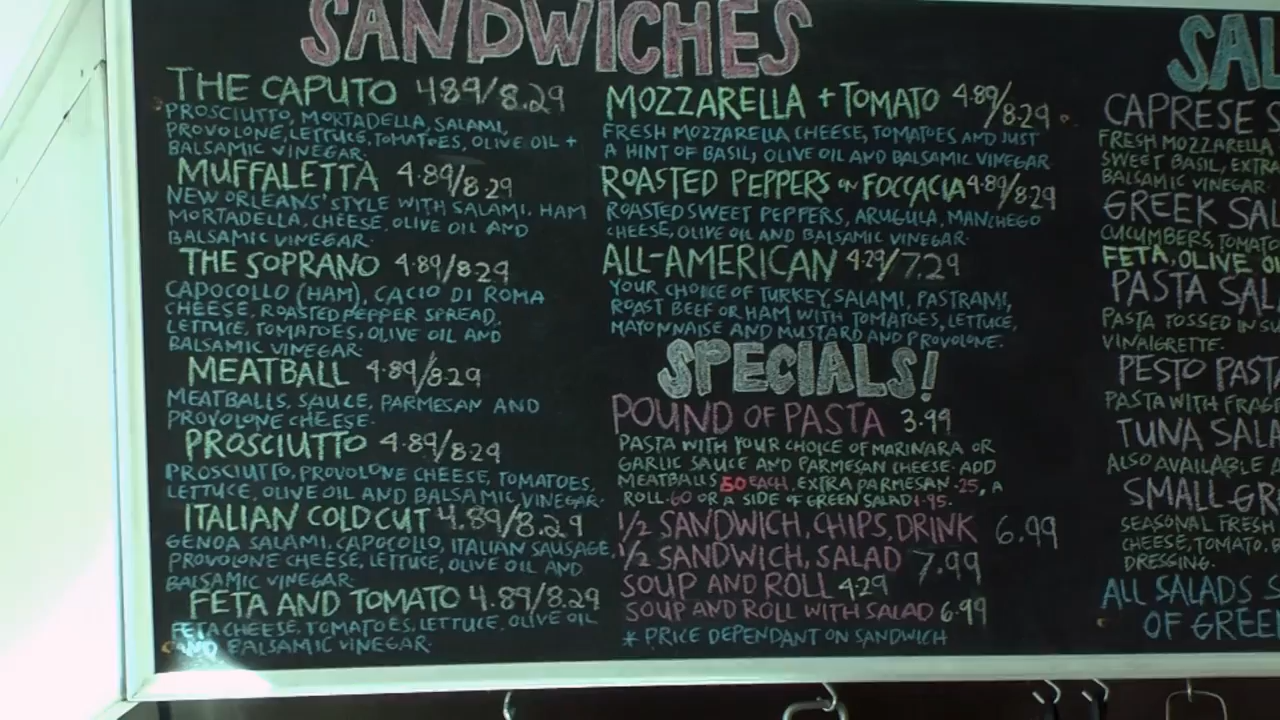 SANDWICHES
THE CAPUTO 4.89/8.29
PROSCIUTTO, MORTADELLA, SALAMI,
PROVOLONE, LETTUCE, TOMATOES, OLIVE OIL +
BALSAMIC VINEGAR.
MUFFALETTA 4.89/8.29
NEW ORLEANS' STYLE WITH SALAMI, HAM
MORTADELLA, CHEESE, OLIVE OIL AND
BALSAMIC VINEGAR.
THE SOPRANO 4.89/8.29
CAPOCOLLO (HAM), CACIO DI ROMA
CHEESE, ROASTED PEPPER SPREAD,
LETTUCE, TOMATOES, OLIVE OIL AND
BALSAMIC VINEGAR.
MEATBALL 4.89/8.29
MEATBALLS, SAUCE, PARMESAN AND
PROVOLONE CHEESE.
PROSCIUTTO 4.89/8.29
PROSCIUTTO, PROVOLONE CHEESE, TOMATOES,
LETTUCE, OLIVE OIL AND BALSAMIC VINEGAR.
ITALIAN COLD CUT 4.89/8.29
GENOA SALAMI, CAPOCOLLO, ITALIAN SAUSAGE,
PROVOLONE CHEESE, LETTUCE, OLIVE OIL AND
BALSAMIC VINEGAR.
FETA AND TOMATO 4.89/8.29
FETA CHEESE, TOMATOES, LETTUCE, OLIVE OIL
AND BALSAMIC VINEGAR.
MOZZARELLA + TOMATO 4.89/8.29
FRESH MOZZARELLA CHEESE, TOMATOES AND JUST
A HINT OF BASIL, OLIVE OIL AND BALSAMIC VINEGAR
ROASTED PEPPERS ON FOCCACIA 4.89/8.29
ROASTED SWEET PEPPERS, ARUGULA, MANCHEGO
CHEESE, OLIVE OIL AND BALSAMIC VINEGAR.
ALL-AMERICAN 4.29/7.29
YOUR CHOICE OF TURKEY, SALAMI, PASTRAMI,
ROAST BEEF OR HAM WITH TOMATOES, LETTUCE,
MAYONNAISE AND MUSTARD AND PROVOLONE.
SPECIALS!
POUND OF PASTA 3.99
PASTA WITH YOUR CHOICE OF MARINARA OR
GARLIC SAUCE AND PARMESAN CHEESE. ADD
MEATBALLS .50 EACH, EXTRA PARMESAN .25, A
ROLL .60 OR A SIDE OF GREEN SALAD 1.95.
1/2 SANDWICH, CHIPS, DRINK 6.99
1/2 SANDWICH, SALAD 7.99
SOUP AND ROLL 4.29
SOUP AND ROLL WITH SALAD 6.99
* PRICE DEPENDANT ON SANDWICH
SAL
CAPRESE S
FRESH MOZZARELLA
SWEET BASIL, EXTRA
BALSAMIC VINEGAR
GREEK SAL
CUCUMBERS, TOMATO
FETA, OLIVE OI
PASTA SAL
PASTA TOSSED IN SU
VINAIGRETTE.
PESTO PAST
PASTA WITH FRAG
TUNA SALA
ALSO AVAILABLE A
SMALL GR
SEASONAL FRESH
CHEESE, TOMATO, B
DRESSING.
ALL SALADS S
OF GREE